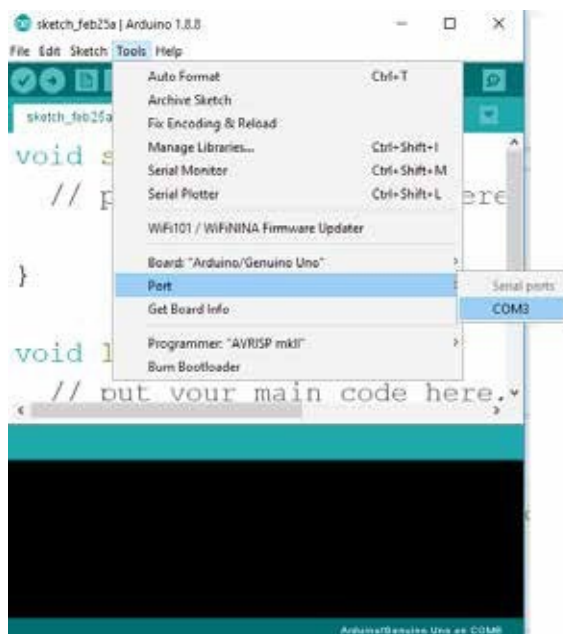 sketch_feb25a | Arduino 1.8.8
File Edit Sketch Tools Help
sketch_feb25a
Auto Format Ctrl+T
Archive Sketch
Fix Encoding & Reload
Manage Libraries... Ctrl+Shift+I
Serial Monitor Ctrl+Shift+M
Serial Plotter Ctrl+Shift+L
WiFi101 / WiFiNINA Firmware Updater
Board: "Arduino/Genuino Uno"
Port
Serial ports
COM3
Get Board Info
Programmer: "AVRISP mkII"
Burn Bootloader
void s
// p
ere
}
void l
// put your main code here,
Arduino/Genuino Uno on